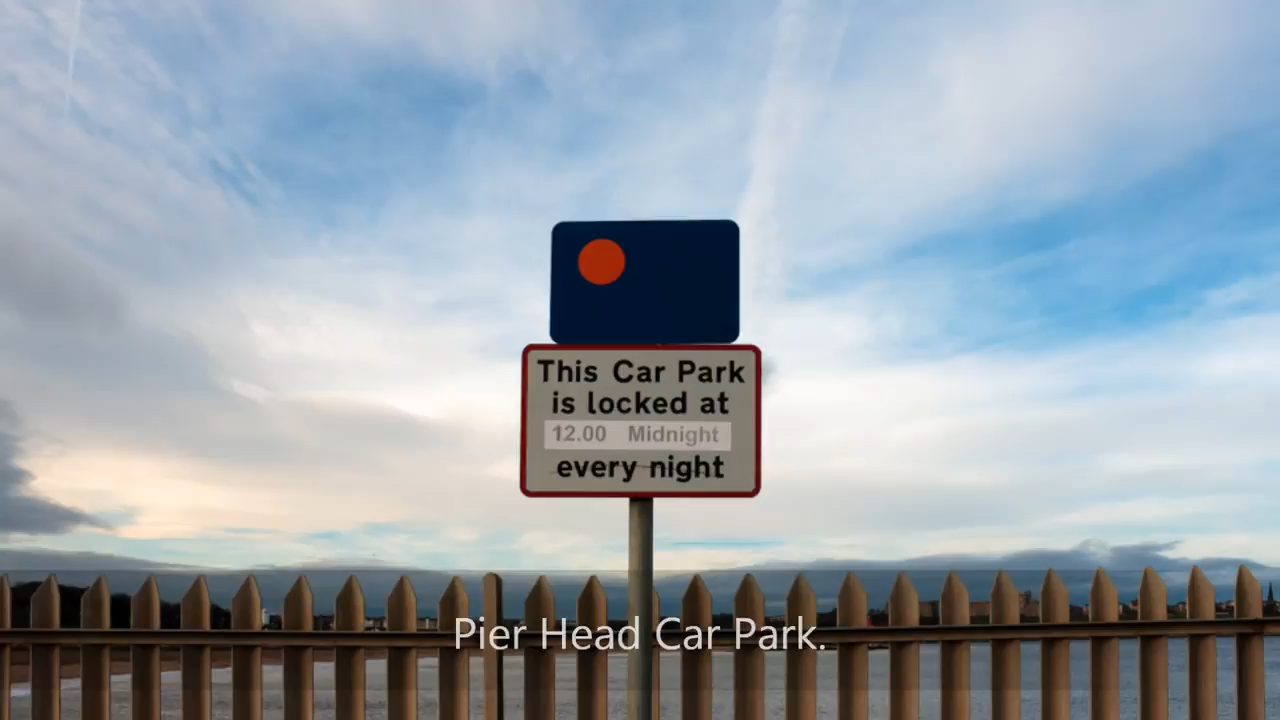 This Car Park
is locked at
12.00 Midnight
every night
Pier Head Car Park.